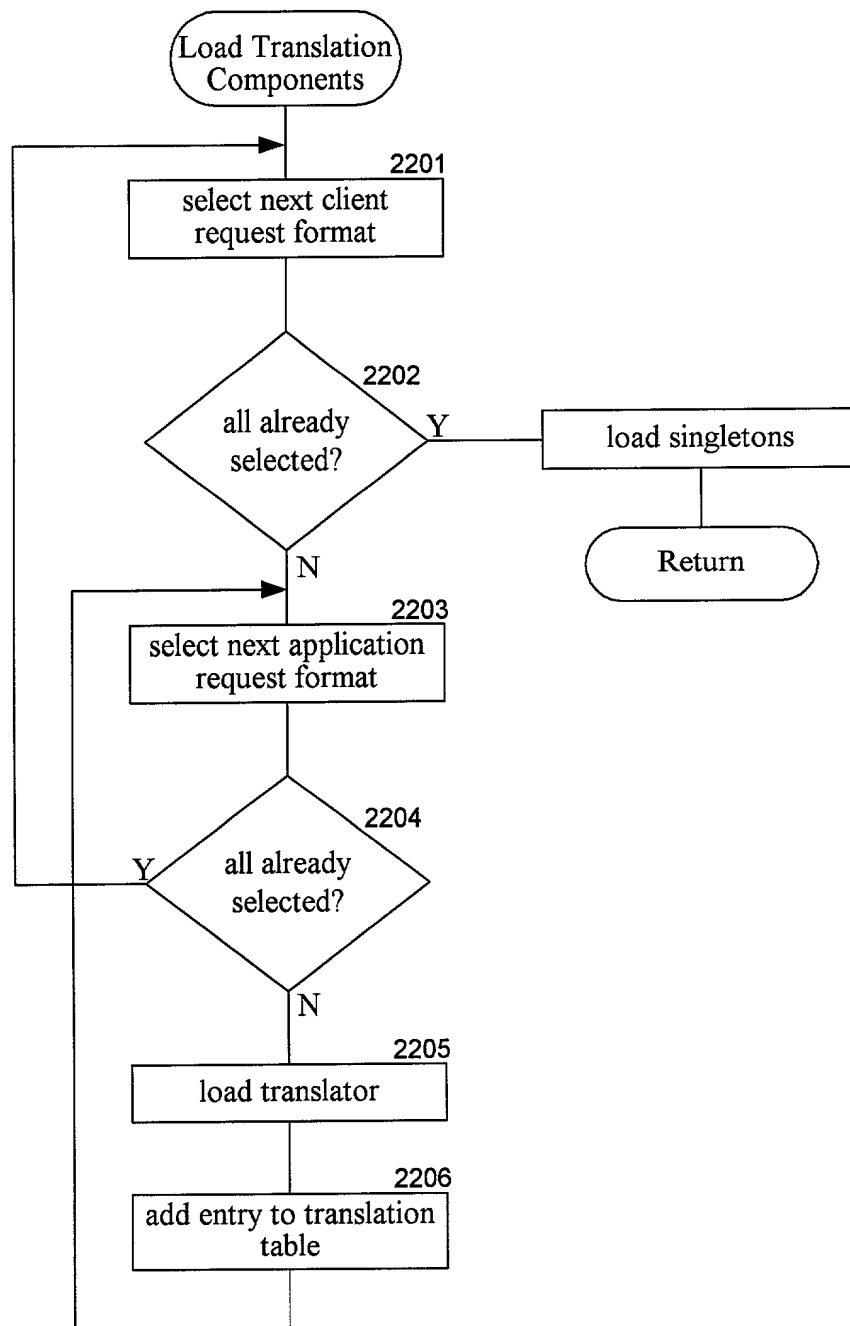 Load Translation
Components
2201
select next client
request format
2202
all already
selected?
Y
load singletons
Return
N
2203
select next application
request format
2204
Y
all already
selected?
N
2205
load translator
2206
add entry to translation
table